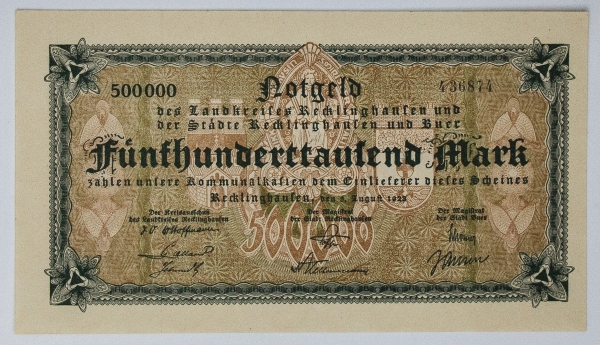 500000 Notgeld 436874
des Landkreises Recklinghausen und
der Städte Recklinghausen und Buer
Fünfhunderttausend Mark
zahlen unsere Kommunalkassen dem Einlieferer dieses Scheines
Recklinghausen, den 8. August 1923
Der Kreisausschuß Der Magistrat Der Magistrat
des Landkreises Recklinghausen der Stadt Recklinghausen der Stadt Buer
500000